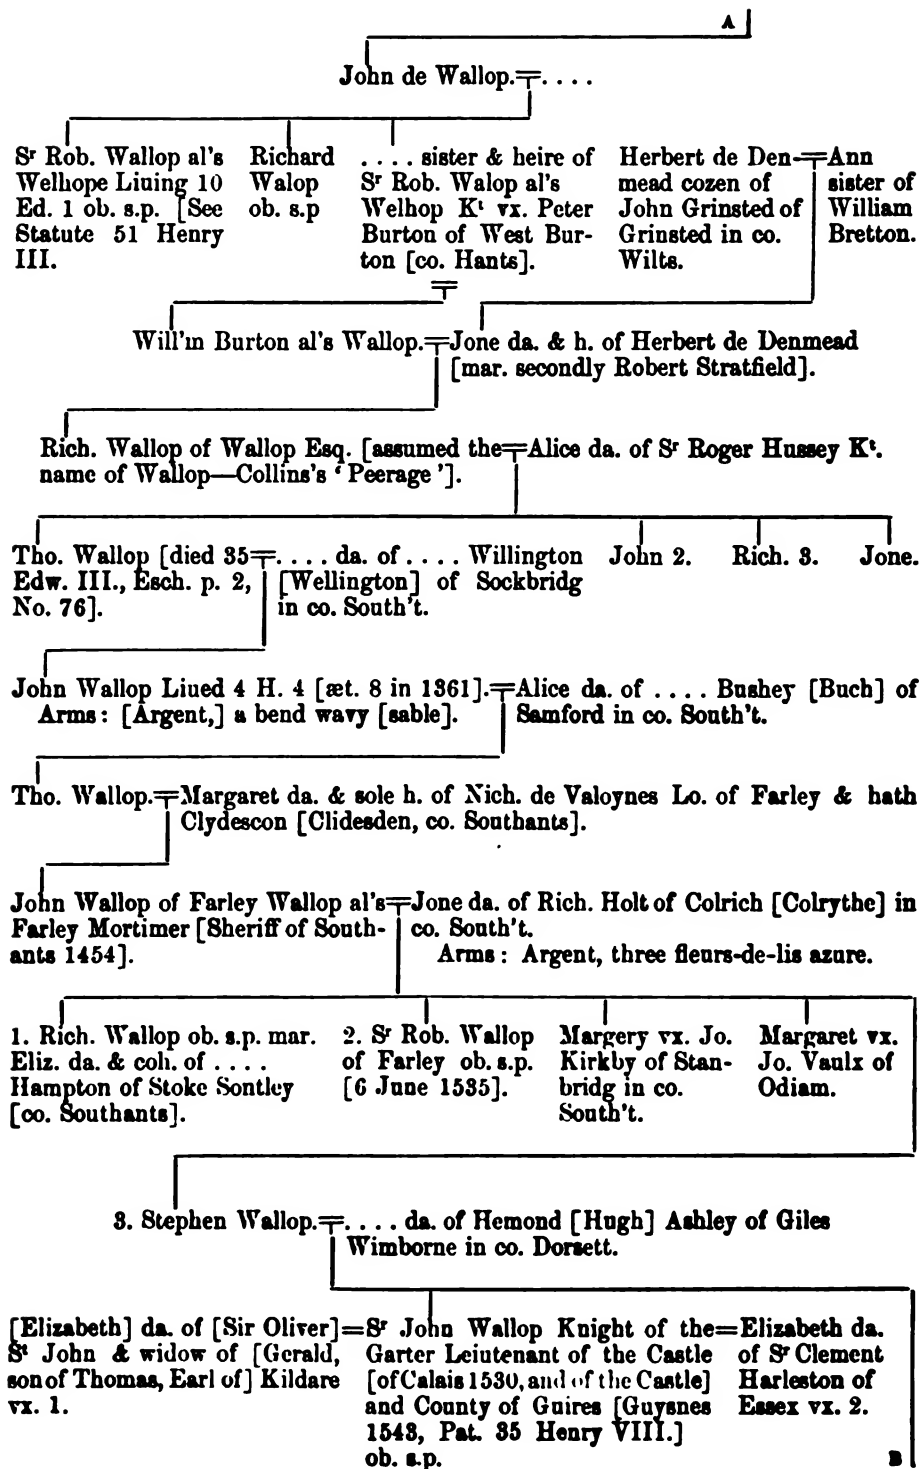 A
John de Wallop.=. . . .
Sr Rob. Wallop al's
Welhope Liuing 10
Ed. 1 ob. s.p. [See
Statute 51 Henry
III.
Richard
Walop
ob. s.p
. . . . sister & heire of
Sr Rob. Walop al's
Welhop Kt vx. Peter
Burton of West Bur-
ton [co. Hants].
Herbert de Den-
mead cozen of
John Grinsted of
Grinsted in co.
Wilts.
=Ann
sister of
William
Bretton.
=
Will'm Burton al's Wallop.=Jone da. & h. of Herbert de Denmead
[mar. secondly Robert Stratfield].
Rich. Wallop of Wallop Esq. [assumed the=Alice da. of Sr Roger Hussey Kt.
name of Wallop—Collins's ‘ Peerage ’].
Tho. Wallop [died 35
Edw. III., Esch. p. 2,
No. 76].
=. . . . da. of . . . . Willington
[Wellington] of Sockbridg
in co. South't.
John 2.
Rich. 3.
Jone.
John Wallop Liued 4 H. 4 [æt. 8 in 1361].
Arms: [Argent,] a bend wavy [sable].
=Alice da. of . . . . Bushey [Buch] of
Samford in co. South't.
Tho. Wallop.=Margaret da. & sole h. of Nich. de Valoynes Lo. of Farley & hath
Clydescon [Clidesden, co. Southants].
John Wallop of Farley Wallop al's
Farley Mortimer [Sheriff of South-
ants 1454].
=Jone da. of Rich. Holt of Colrich [Colrythe] in
co. South't.
Arms: Argent, three fleurs-de-lis azure.
1. Rich. Wallop ob. s.p. mar.
Eliz. da. & coh. of . . . .
Hampton of Stoke Sontley
[co. Southants].
2. Sr Rob. Wallop
of Farley ob. s.p.
[6 June 1535].
Margery vx. Jo.
Kirkby of Stan-
bridg in co.
South't.
Margaret vx.
Jo. Vaulx of
Odiam.
3. Stephen Wallop.=. . . . da. of Hemond [Hugh] Ashley of Giles
Wimborne in co. Dorsett.
[Elizabeth] da. of [Sir Oliver]
St John & widow of [Gerald,
son of Thomas, Earl of] Kildare
vx. 1.
=Sr John Wallop Knight of the
Garter Leiutenant of the Castle
[of Calais 1530, and of the Castle]
and County of Guires [Guysnes
1543, Pat. 35 Henry VIII.]
ob. s.p.
=Elizabeth da.
of Sr Clement
Harleston of
Essex vx. 2.
B